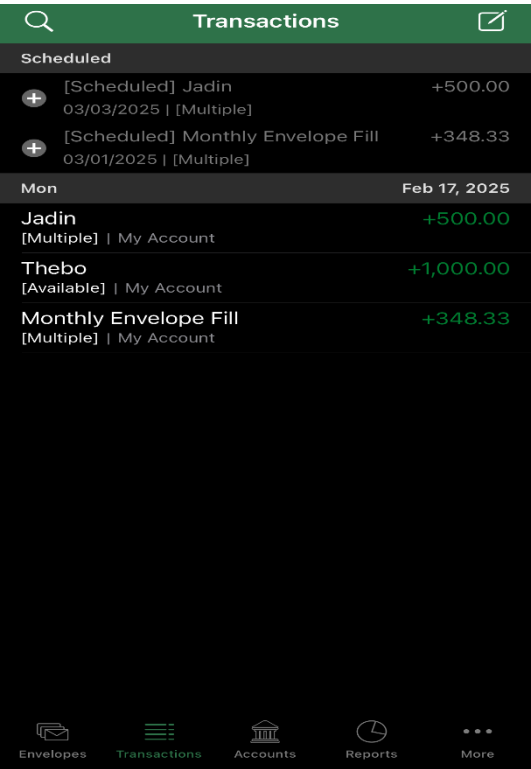 Transactions
Scheduled
[Scheduled] Jadin +500.00
03/03/2025 | [Multiple]
[Scheduled] Monthly Envelope Fill +348.33
03/01/2025 | [Multiple]
Mon Feb 17, 2025
Jadin +500.00
[Multiple] | My Account
Thebo +1,000.00
[Available] | My Account
Monthly Envelope Fill +348.33
[Multiple] | My Account
Envelopes Transactions Accounts Reports More